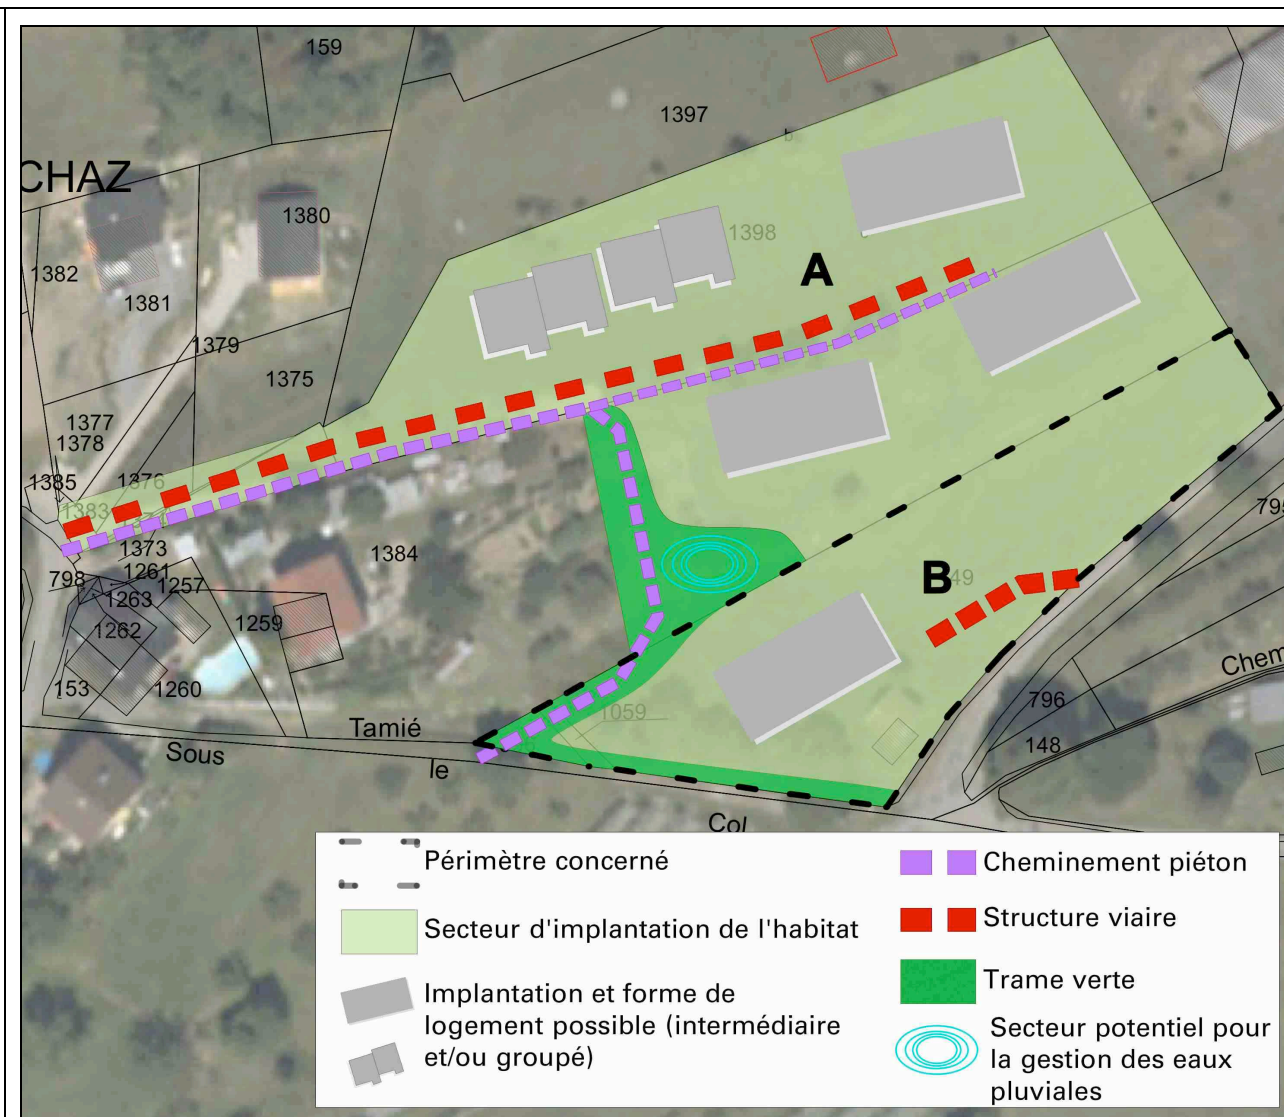 159
1397
b
CHAZ
1380
1398
1382
1381
A
1379
1375
1377
1378
1385
1376
1383
1373
1384
795
798
1261
1257
1263
B
49
1262
1259
153
1260
Chem
796
1059
148
Tamié
Sous
le
Col
Périmètre concerné
Secteur d'implantation de l'habitat
Implantation et forme de
logement possible (intermédiaire
et/ou groupé)
Cheminement piéton
Structure viaire
Trame verte
Secteur potentiel pour
la gestion des eaux
pluviales